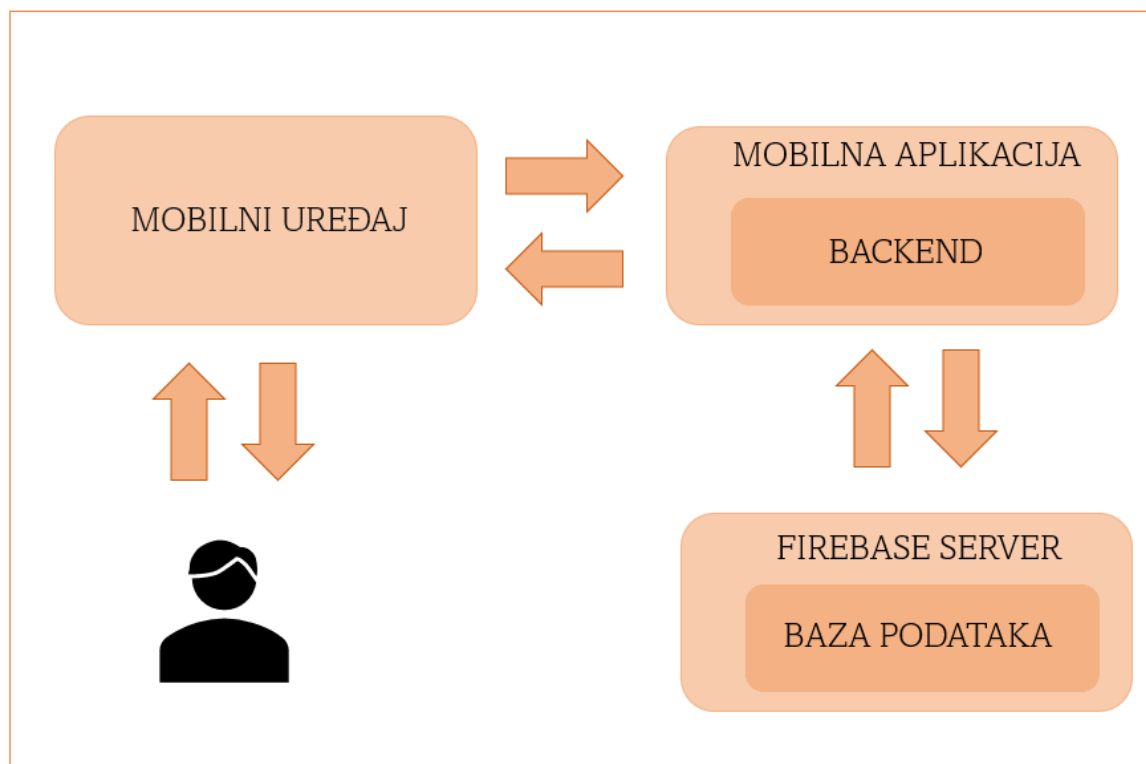 MOBILNI UREĐAJ
MOBILNA APLIKACIJA
BACKEND
FIREBASE SERVER
BAZA PODATAKA